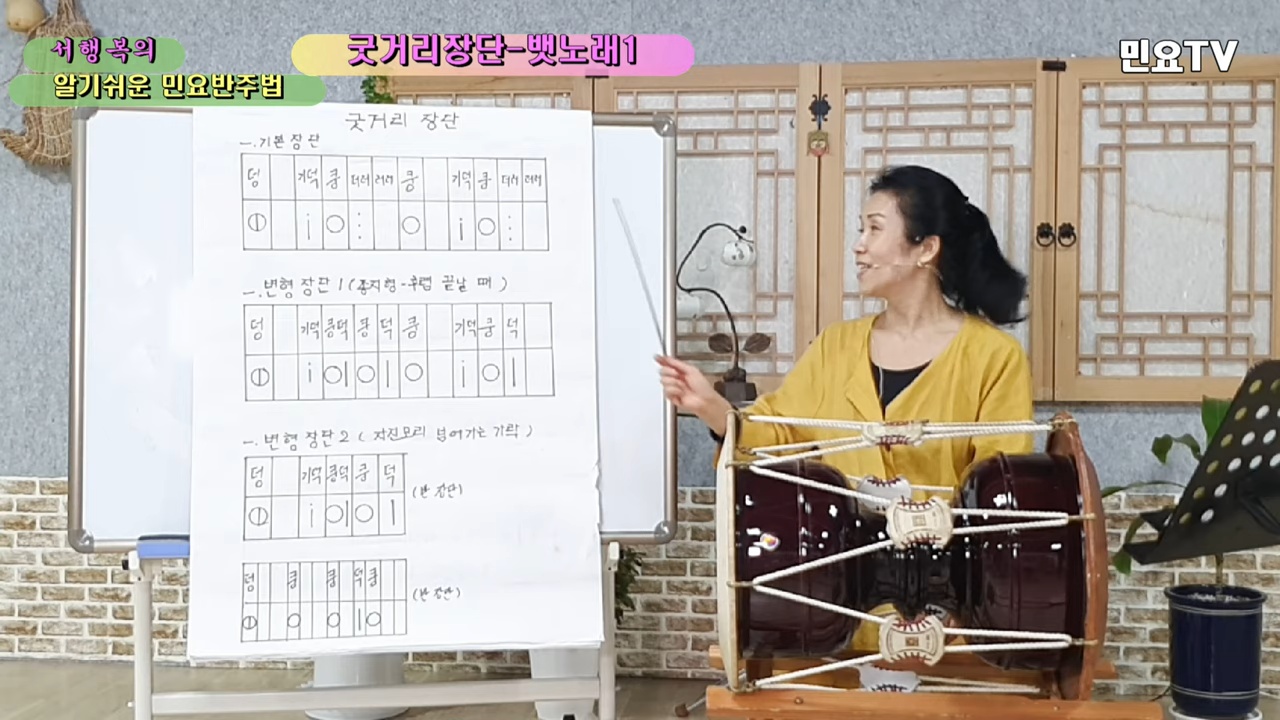 서행복의
알기쉬운 민요반주법
굿거리장단-뱃노래1
민요TV
굿거리 장단
一. 기본 장단
덩 기덕 쿵 더러 러러 쿵 기덕 쿵 더러 러러
一. 변형 장단 1 (종지형-후렴 끝날 때)
덩 기덕 쿵덕 쿵 덕 쿵 기덕 쿵 덕
一. 변형 장단 2 ( 자진모리 넘어가는 가락 )
덩 기덕 쿵덕 쿵 덕
(반 장단)
덩 쿵 쿵 덕 쿵
(반 장단)